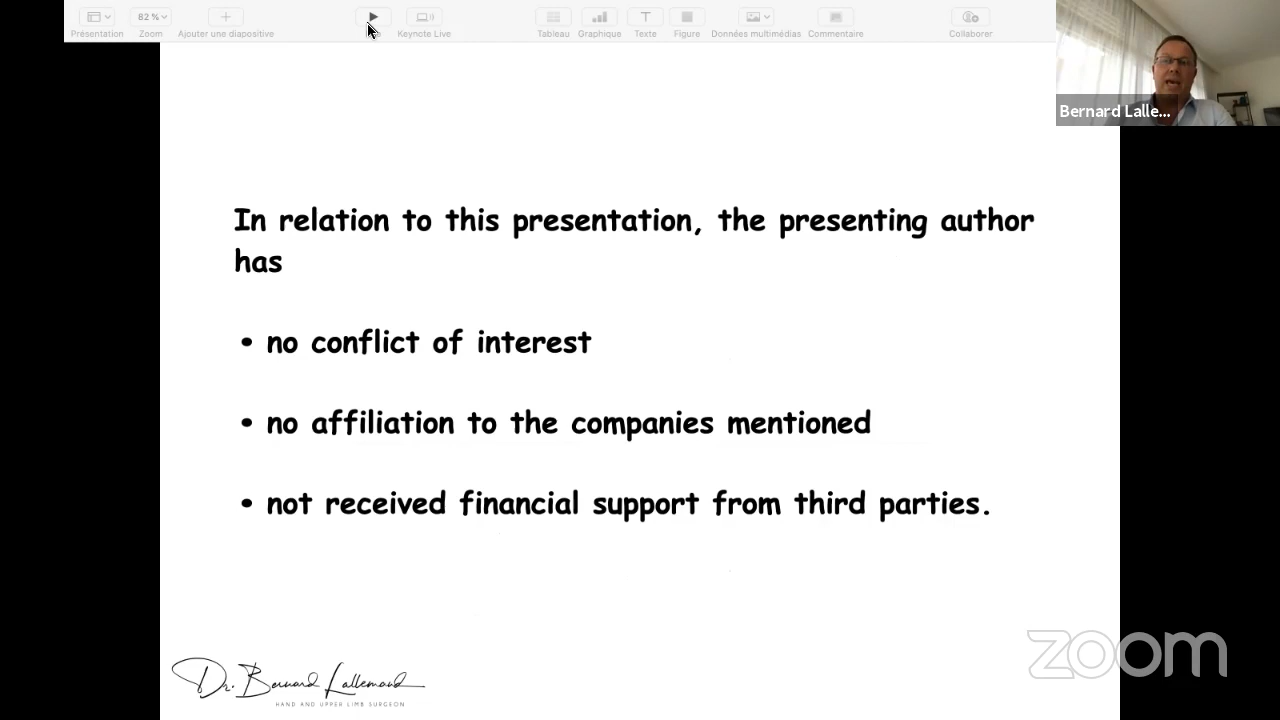 82 %
Présentation
Zoom
Ajouter une diapositive
Keynote Live
Tableau
Graphique
Texte
Figure
Données multimédias
Commentaire
Collaborer
Bernard Lalle...
In relation to this presentation, the presenting author
has
• no conflict of interest
• no affiliation to the companies mentioned
• not received financial support from third parties.
zoom
Dr. Bernard Lallemand
HAND AND UPPER LIMB SURGEON